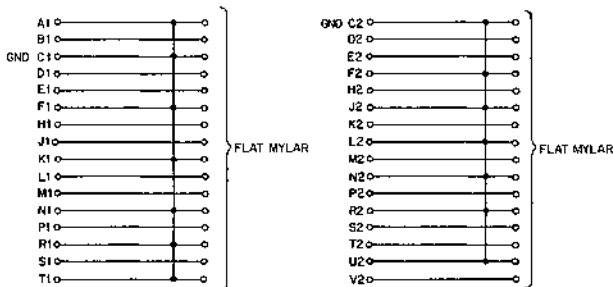 A1
B1
GND C1
D1
E1
F1
H1
J1
K1
L1
M1
N1
P1
R1
S1
T1
FLAT MYLAR
GND C2
D2
E2
F2
H2
J2
K2
L2
M2
N2
P2
R2
S2
T2
U2
V2
FLAT MYLAR